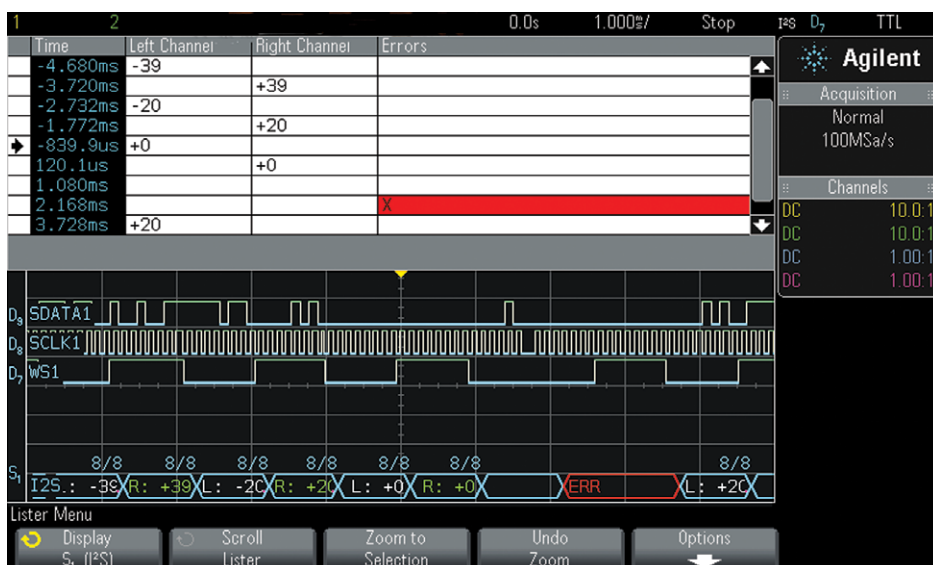 1 2 0.0s 1.000ms/ Stop I²S D7 TTL
Time Left Channel Right Channel Errors
-4.680ms -39
-3.720ms +39
-2.732ms -20
-1.772ms +20
-839.9us +0
120.1us +0
1.080ms
2.168ms X
3.728ms +20
Agilent
Acquisition
Normal
100MSa/s
Channels
DC 10.0:1
DC 10.0:1
DC 1.00:1
DC 1.00:1
D9 SDATA1
D8 SCLK1
D7 WS1
8/8 8/8 8/8 8/8 8/8 8/8 8/8
S1 I2S.: -39 R: +39 L: -20 R: +20 L: +0 R: +0 ERR L: +20
Lister Menu
Display Scroll Zoom to Undo Options
S1 (I²S) Lister Selection Zoom